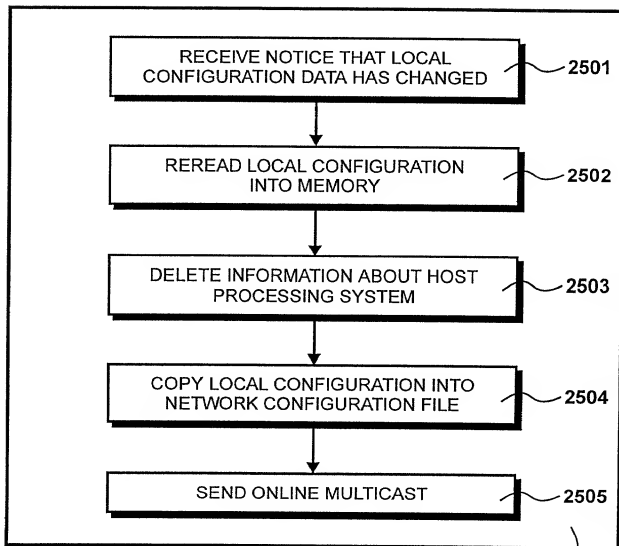 RECEIVE NOTICE THAT LOCAL
CONFIGURATION DATA HAS CHANGED
2501
REREAD LOCAL CONFIGURATION
INTO MEMORY
2502
DELETE INFORMATION ABOUT HOST
PROCESSING SYSTEM
2503
COPY LOCAL CONFIGURATION INTO
NETWORK CONFIGURATION FILE
2504
SEND ONLINE MULTICAST
2505